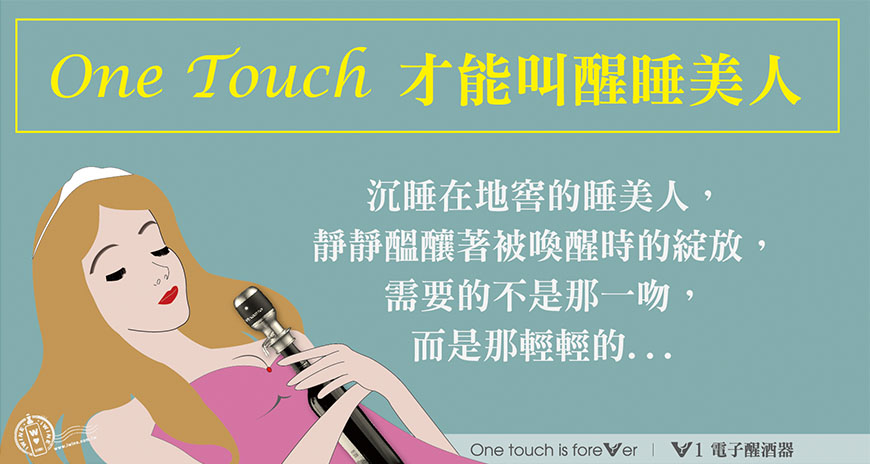 One Touch 才能叫醒睡美人
沉睡在地窖的睡美人，
靜靜醞釀著被喚醒時的綻放，
需要的不是那一吻，
而是那輕輕的...
One touch is foreVer | V1 電子醒酒器